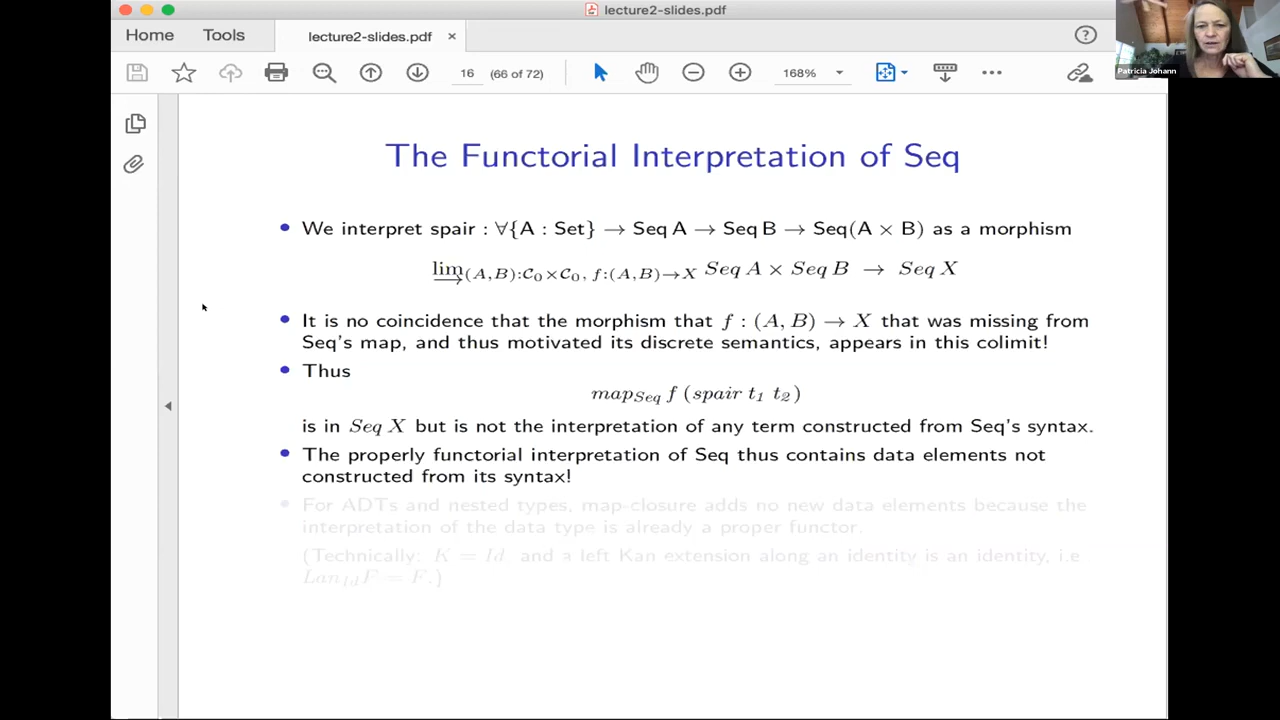 lecture2-slides.pdf
Home Tools lecture2-slides.pdf ×
16 (66 of 72) 168%
Patricia Johann
The Functorial Interpretation of Seq
• We interpret spair : ∀{A : Set} → Seq A → Seq B → Seq(A × B) as a morphism
lim→(A,B):C₀×C₀, f:(A,B)→X Seq A × Seq B → Seq X
• It is no coincidence that the morphism that f : (A, B) → X that was missing from
Seq's map, and thus motivated its discrete semantics, appears in this colimit!
• Thus
mapSeq f (spair t₁ t₂)
is in Seq X but is not the interpretation of any term constructed from Seq's syntax.
• The properly functorial interpretation of Seq thus contains data elements not
constructed from its syntax!
• For ADTs and nested types, map-closure adds no new data elements because the
interpretation of the data type is already a proper functor.
(Technically: K = Id, and a left Kan extension along an identity is an identity, i.e
LanIdF = F.)